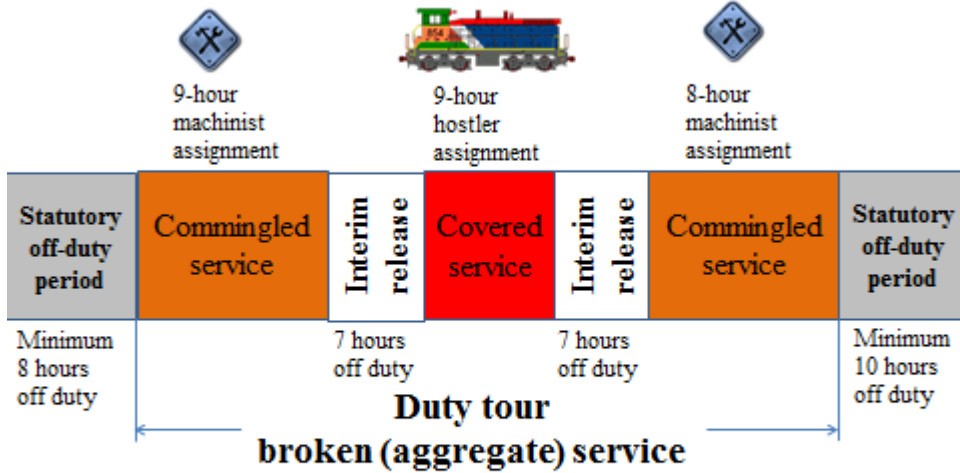 854
9-hour
machinist
assignment
9-hour
hostler
assignment
8-hour
machinist
assignment
Statutory
off-duty
period
Commingled
service
Interim
release
Covered
service
Interim
release
Commingled
service
Statutory
off-duty
period
Minimum
8 hours
off duty
7 hours
off duty
7 hours
off duty
Minimum
10 hours
off duty
Duty tour
broken (aggregate) service